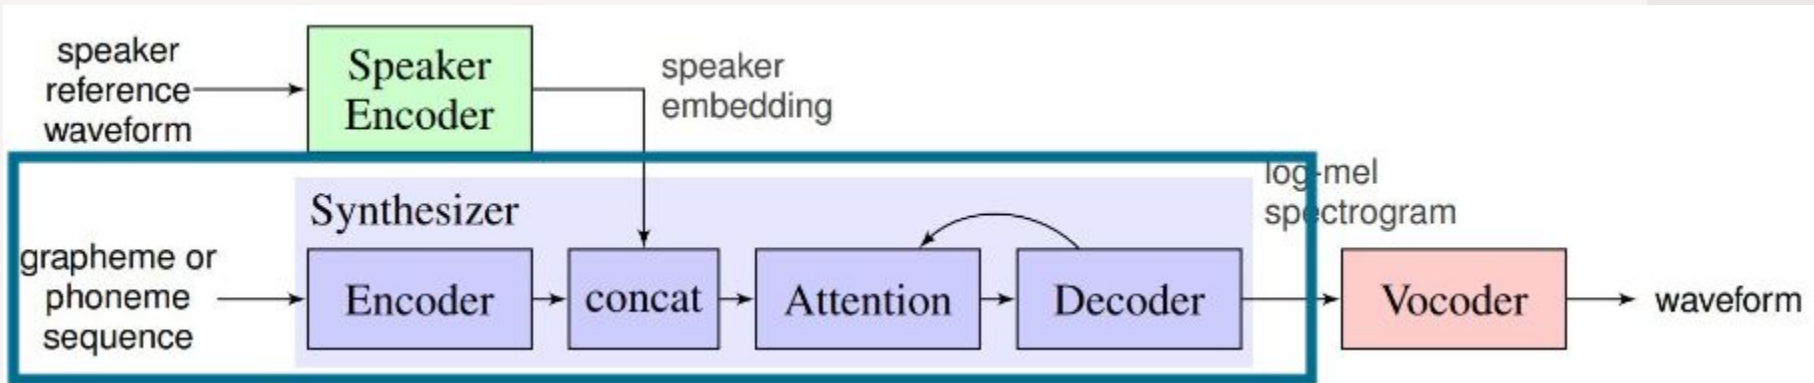 speaker
reference
waveform
Speaker
Encoder
speaker
embedding
Synthesizer
log-mel
spectrogram
grapheme or
phoneme
sequence
Encoder
concat
Attention
Decoder
Vocoder
waveform